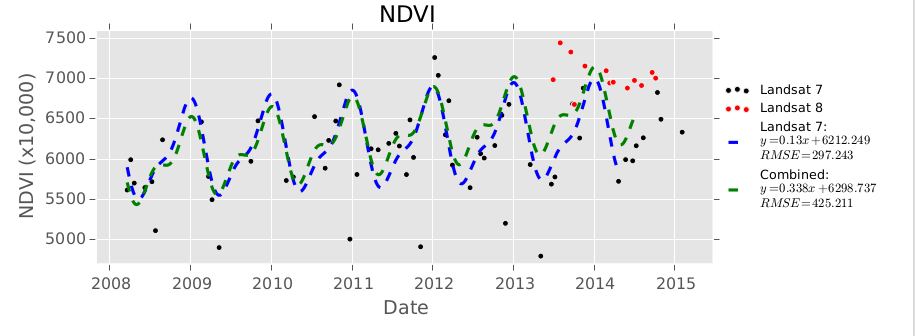 NDVI
7500
7000
6500
6000
5500
5000
NDVI (x10,000)
2008 2009 2010 2011 2012 2013 2014 2015
Date
Landsat 7
Landsat 8
Landsat 7:
y=0.13x+6212.249
RMSE=297.243
Combined:
y=0.338x+6298.737
RMSE=425.211